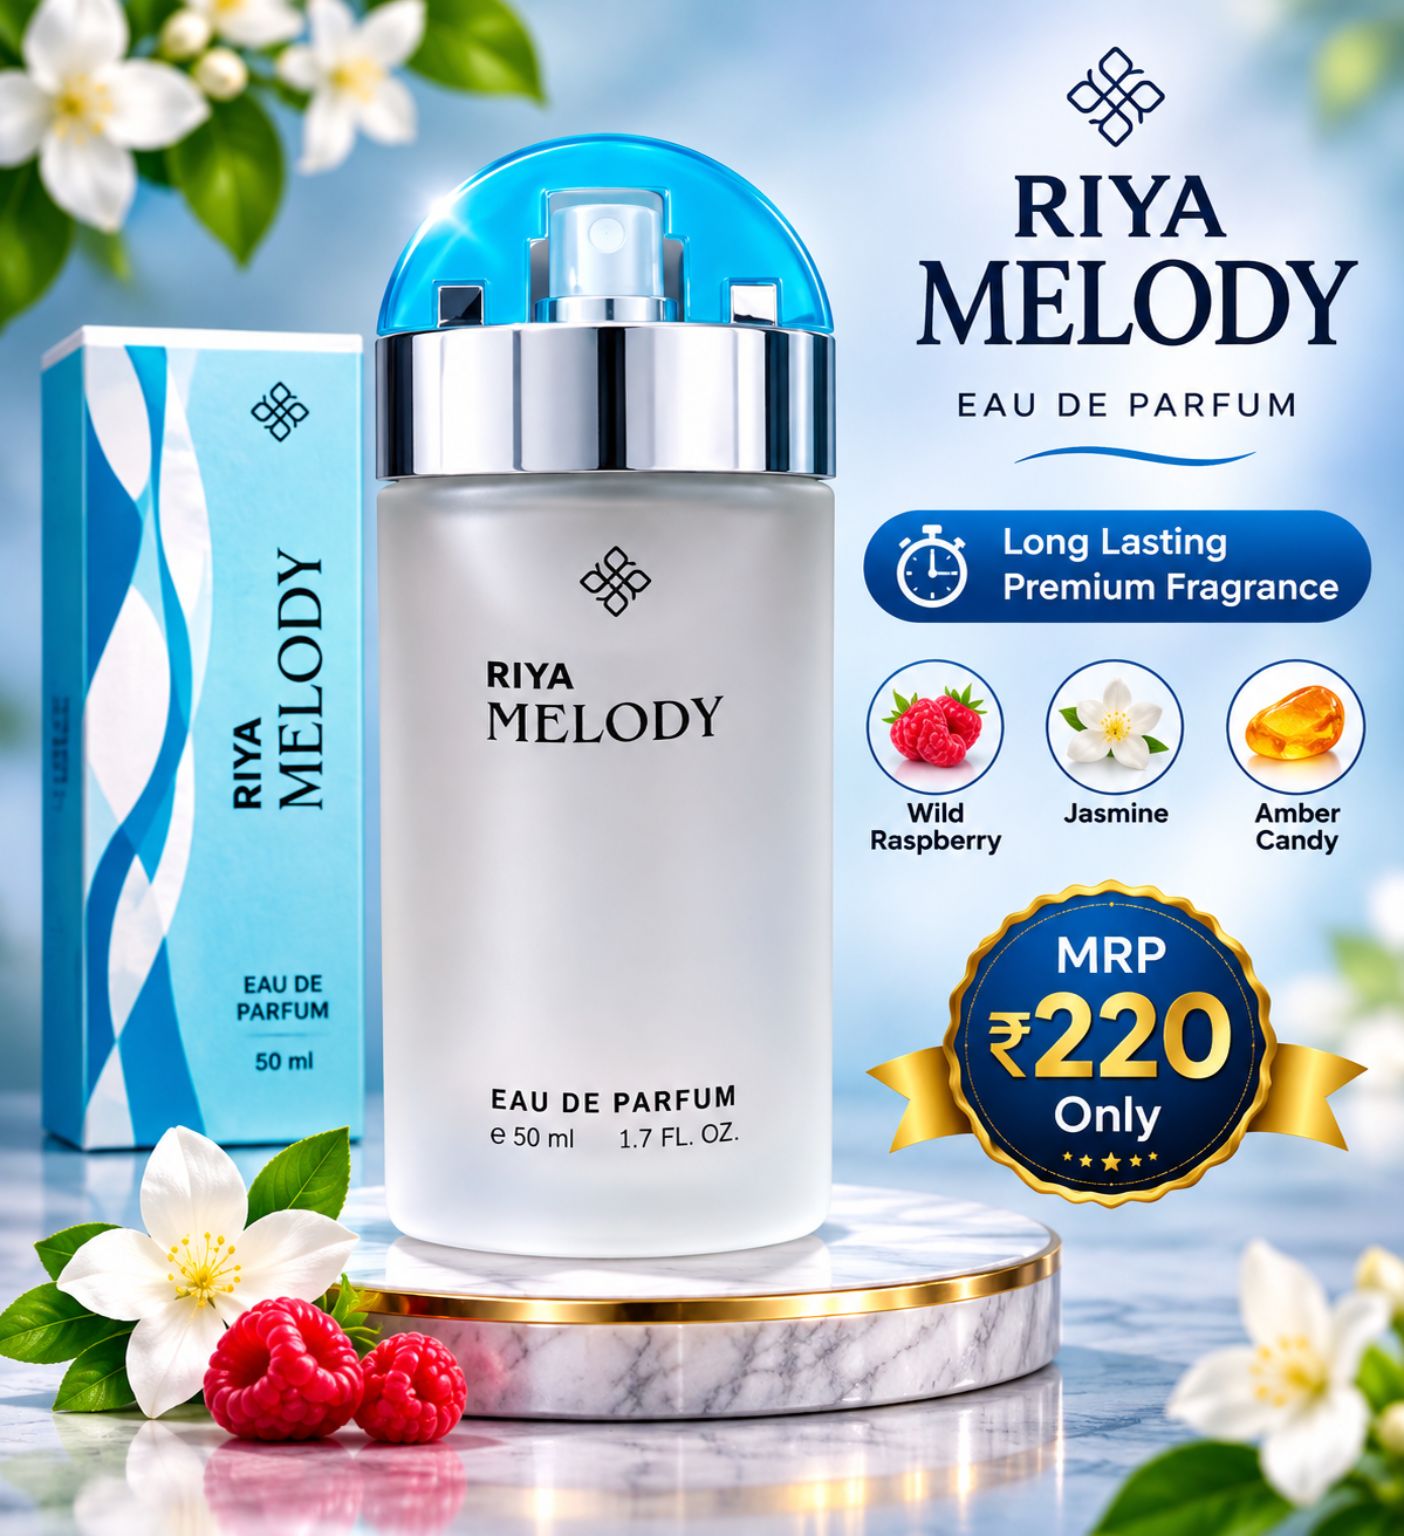 RIYA
MELODY
EAU DE PARFUM
Long Lasting
Premium Fragrance
Wild
Raspberry
Jasmine
Amber
Candy
MRP
₹220
Only
RIYA
MELODY
EAU DE PARFUM
e 50 ml 1.7 FL. OZ.
RIYA
MELODY
EAU DE
PARFUM
50 ml